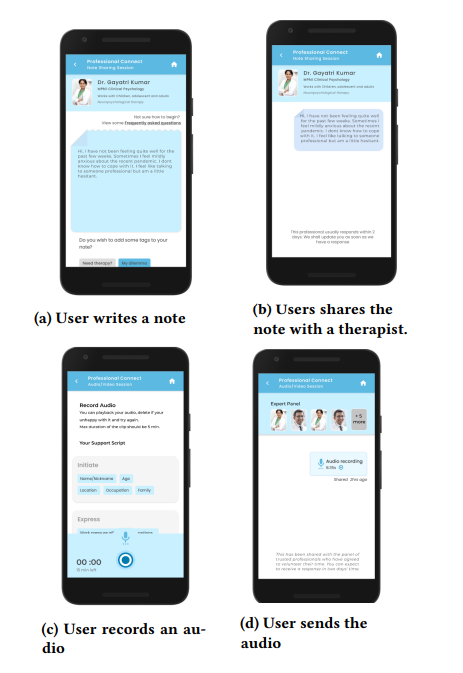 Professional Connect
Note Sharing Session
Dr. Gayatri Kumar
MPhil Clinical Psychology
Works with Children, adolescent and adults
Neuropsychological therapy
Not sure how to begin?
View some frequently asked questions
Hi, I have not been feeling quite well for
the past few weeks. Sometimes I feel mildly
anxious about the recent pandemic. I dont
know how to cope with it. I feel like talking
to someone professional but am a little
hesitant.
Do you wish to add some tags to your
note?
Need therapy?
My dilemma
(a) User writes a note
Professional Connect
Note Sharing Session
Dr. Gayatri Kumar
MPhil Clinical Psychology
Works with Children, adolescent and adults
Neuropsychological therapy
Hi, I have not been feeling quite well for
the past few weeks. Sometimes I feel
mildly anxious about the recent
pandemic. I dont know how to cope
with it. I feel like talking to someone
professional but am a little hesitant.
This professional usually responds within 2
days. We shall update you as soon as we
have a response
(b) Users shares the
note with a therapist.
Professional Connect
Audio/Video Session
Record Audio
You can playback your audio, delete if your
unhappy with it and try again.
Max duration of the clip should be 5 min.
Your Support Script
Initiate
Name/Nickname
Age
Location
Occupation
Family
Express
00 :00
(c) User records an au-
dio
Professional Connect
Audio/Video Session
Expert Panel
+ 5
more
Audio recording
Shared 2hrs ago
This has been shared with the panel of
trusted professionals who have agreed
to volunteer their time. You can expect
to receive a response in two days' time.
(d) User sends the
audio